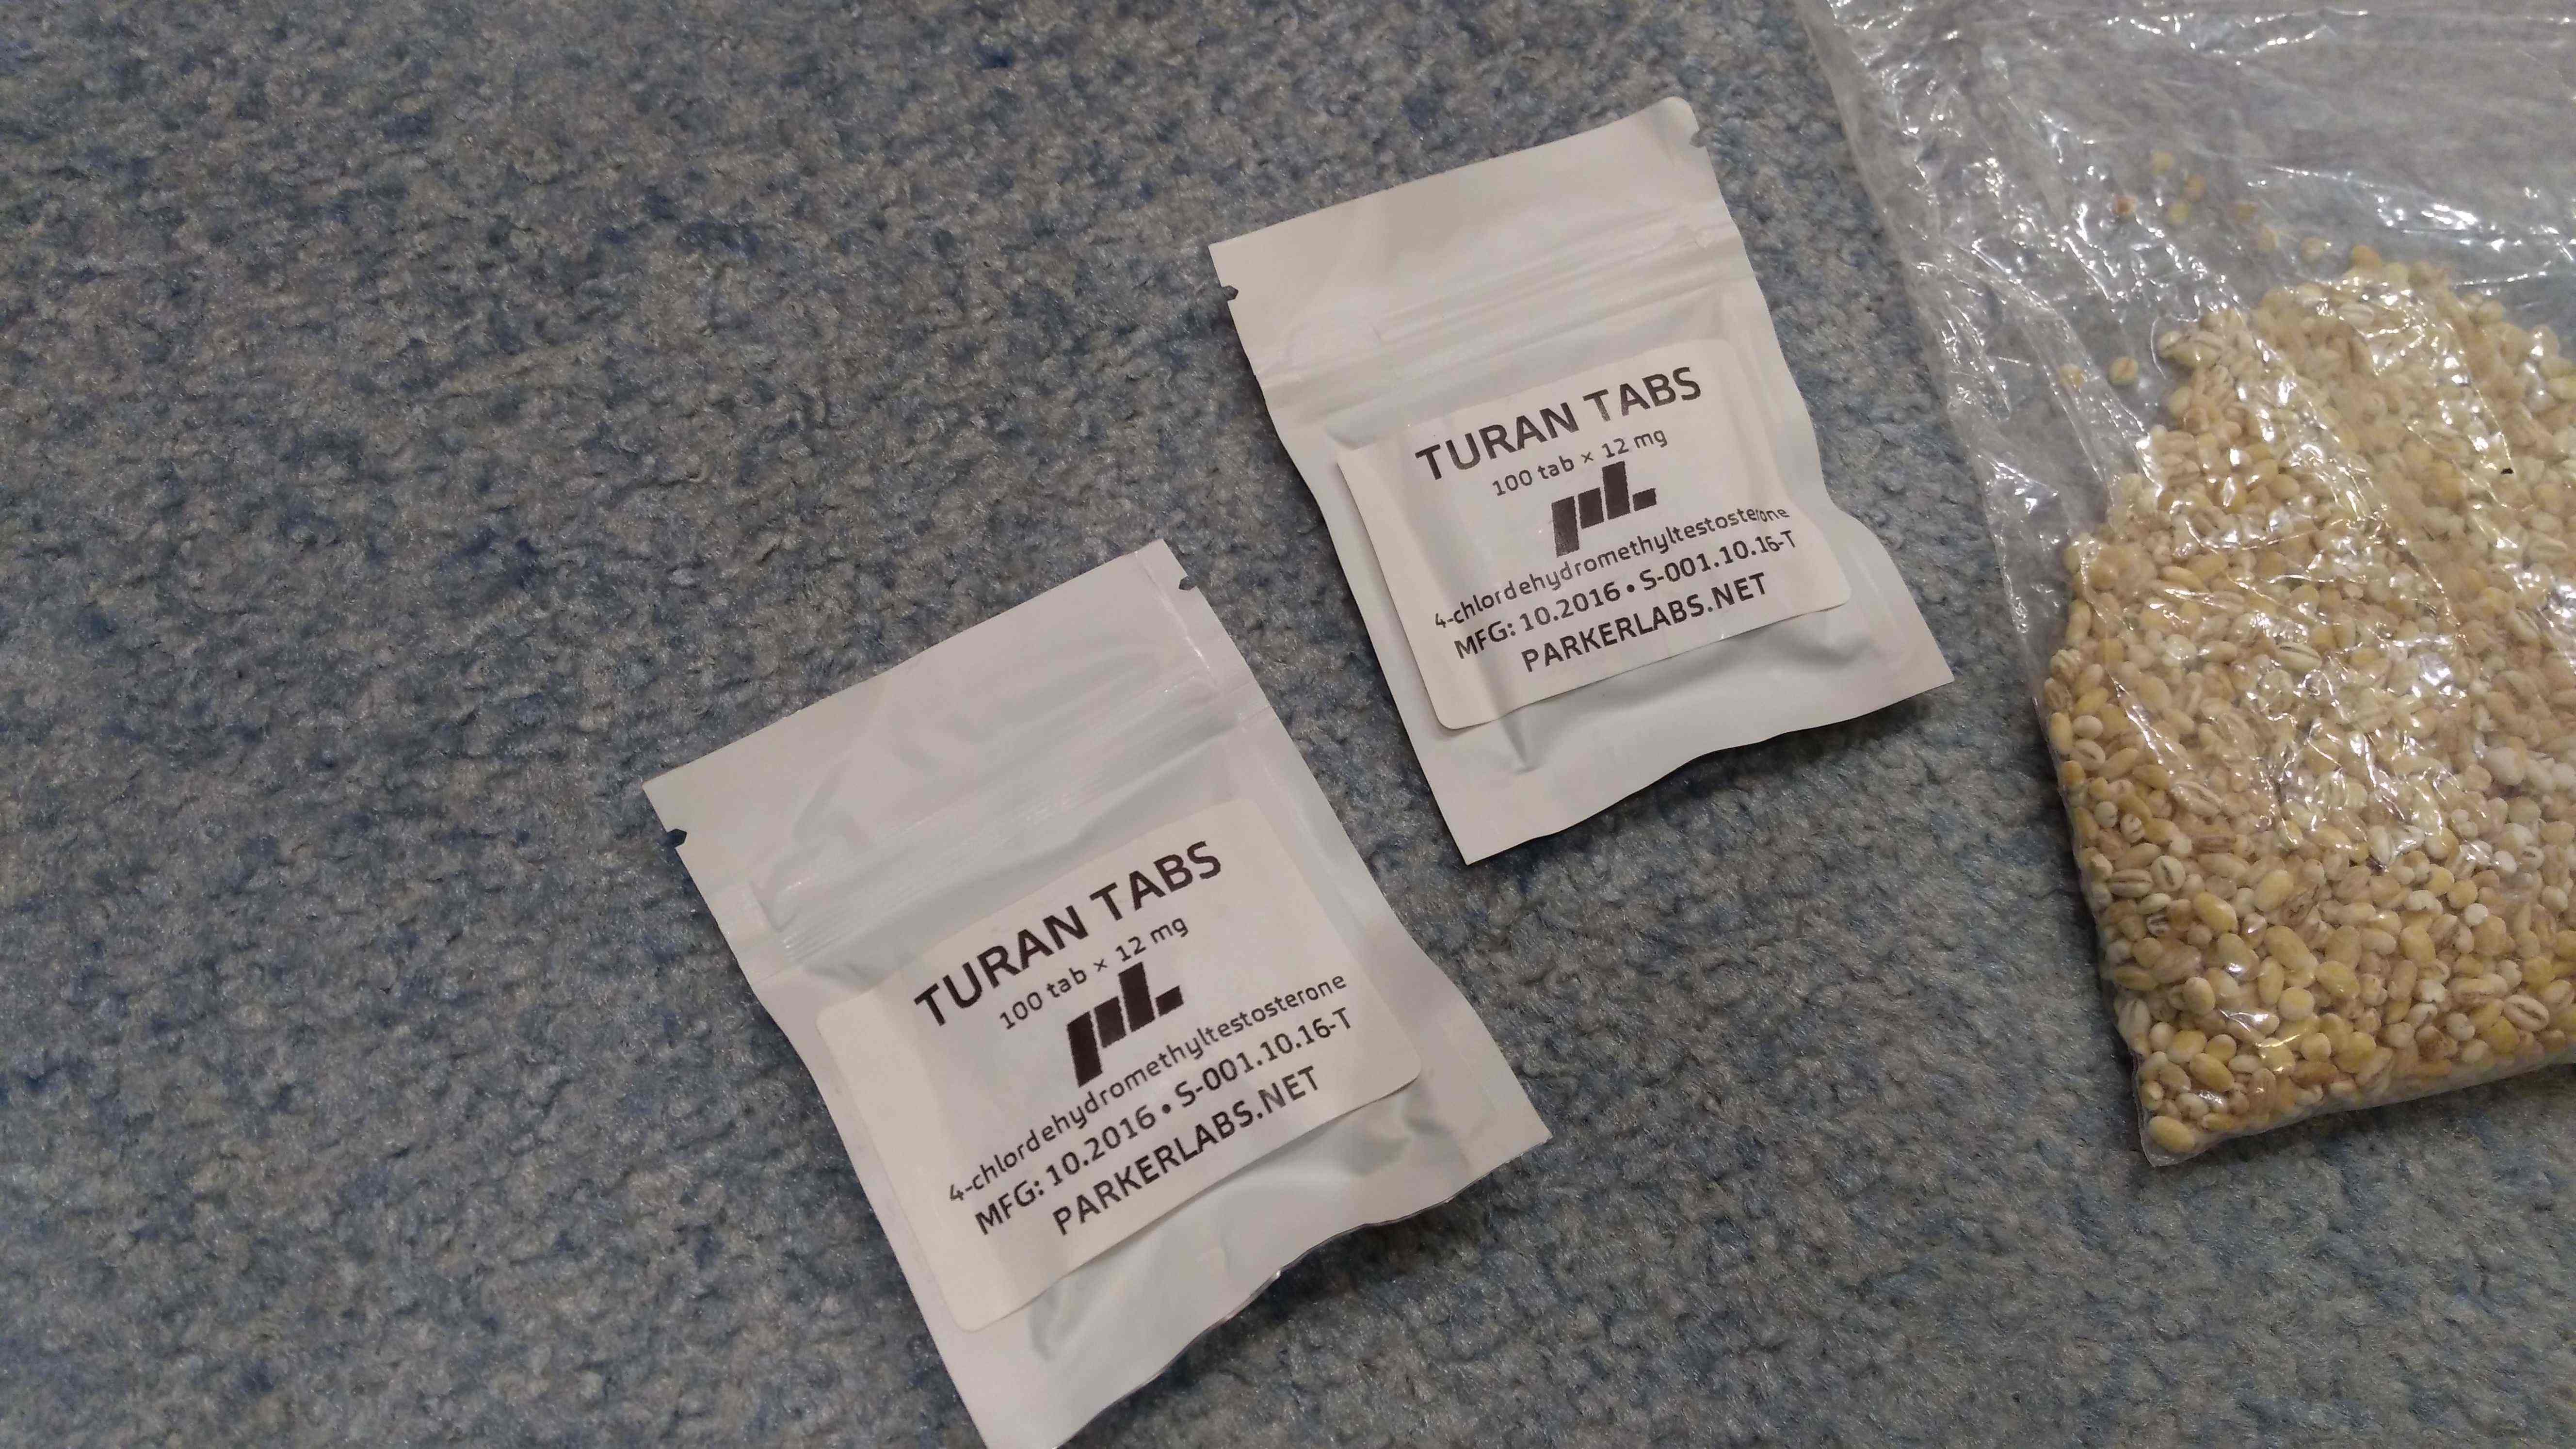 TURAN TABS
100 tab × 12 mg
pL
4-chlordehydromethyltestosterone
MFG: 10.2016 • S-001.10.16-T
PARKERLABS.NET
TURAN TABS
100 tab × 12 mg
pL
4-chlordehydromethyltestosterone
MFG: 10.2016 • S-001.10.16-T
PARKERLABS.NET